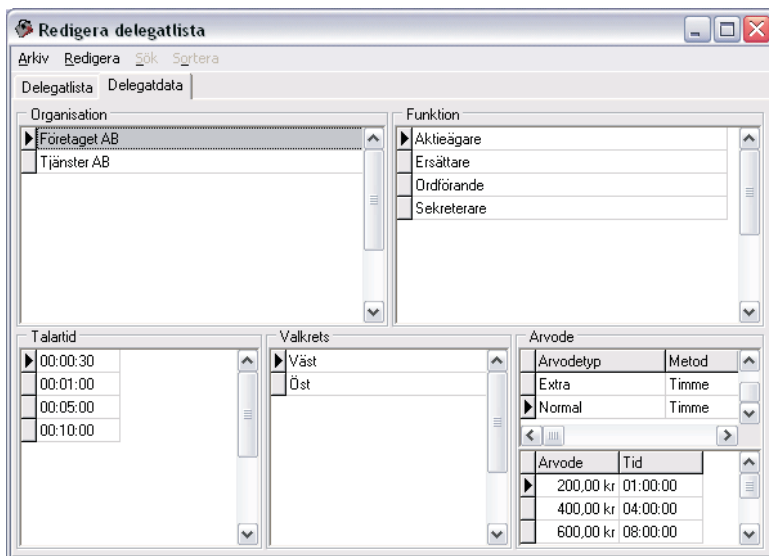 Redigera delegatlista
Arkiv Redigera Sök Sortera
Delegatlista Delegatdata
Organisation
Företaget AB
Tjänster AB
Funktion
Aktieägare
Ersättare
Ordförande
Sekreterare
Talartid
00:00:30
00:01:00
00:05:00
00:10:00
Valkrets
Väst
Öst
Arvode
Arvodetyp Metod
Extra Timme
Normal Timme
Arvode Tid
200,00 kr 01:00:00
400,00 kr 04:00:00
600,00 kr 08:00:00